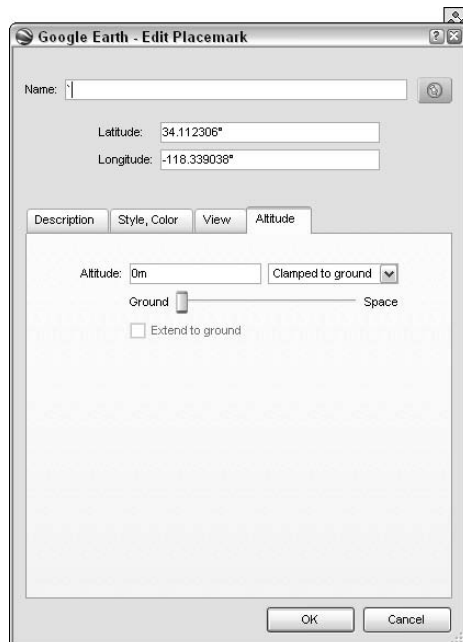 Google Earth - Edit Placemark
Name: `
Latitude: 34.112306°
Longitude: -118.339038°
Description Style, Color View Altitude
Altitude: 0m Clamped to ground
Ground Space
Extend to ground
OK Cancel